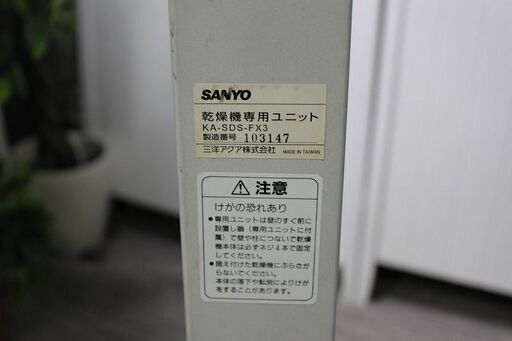 SANYO
乾燥機専用ユニット
KA-SDS-FX3
製造番号 103147
三洋アクア株式会社 MADE IN TAIWAN
注意
けがの恐れあり
●専用ユニットは壁のすぐ前に
設置し鎖（専用ユニットに付
属）で壁や柱につないで乾燥
機本体は必ずネジ4本で固定
してください。
●据え付けた乾燥機にぶらさが
らないでください。
本体の落下や転倒によりけが
をすることがあります。